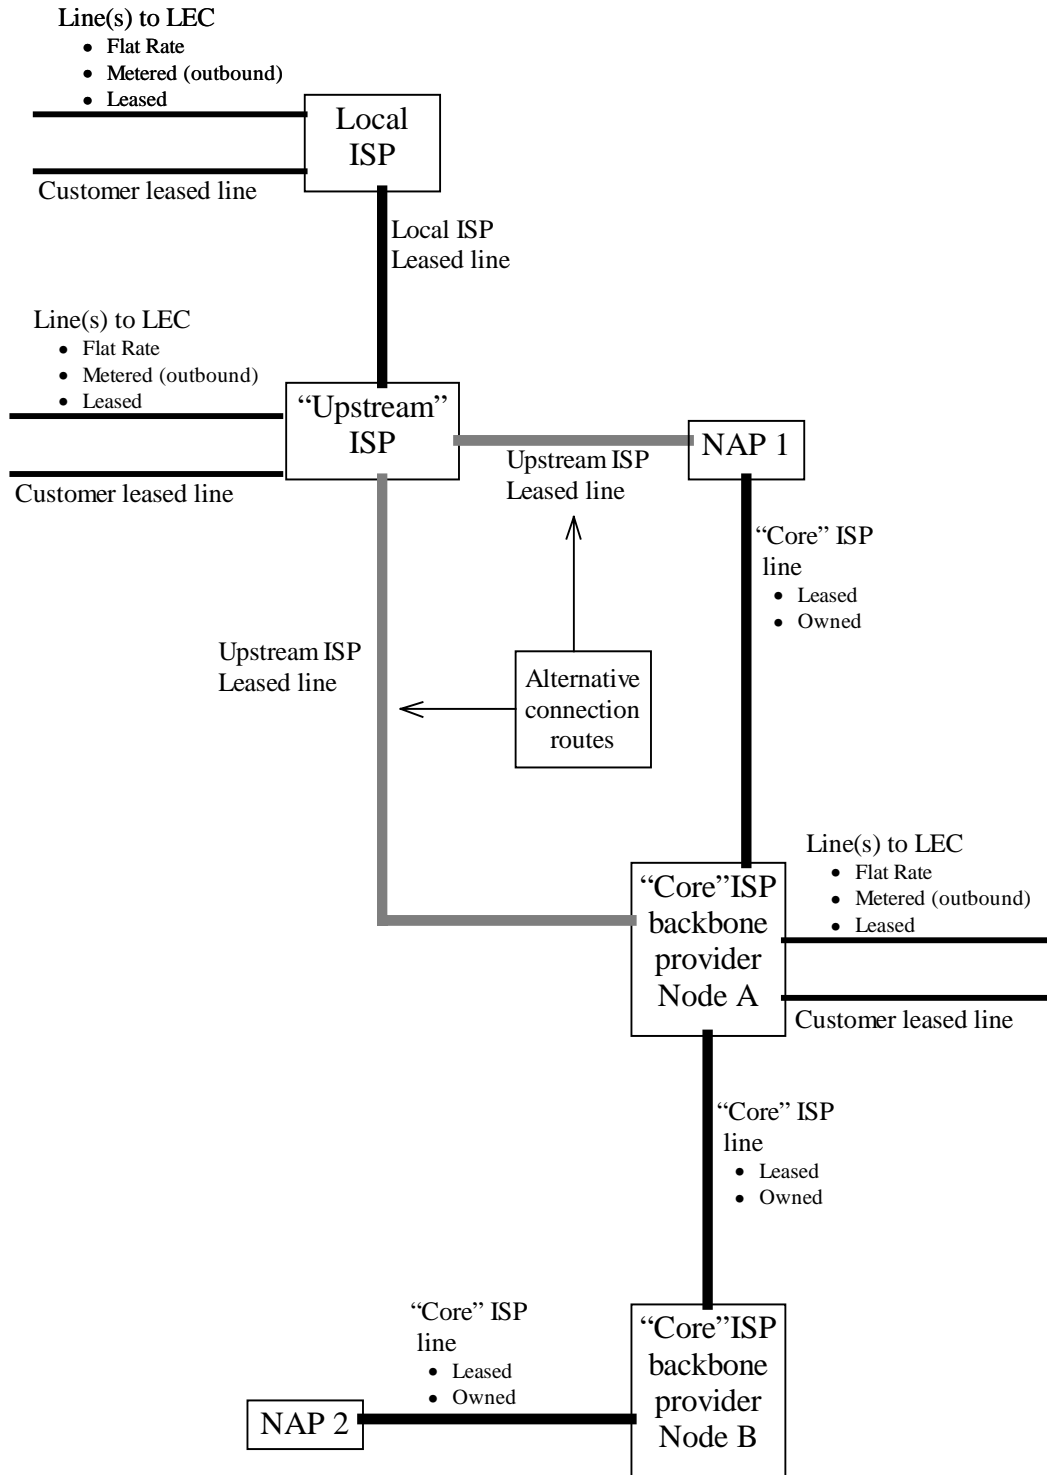 Line(s) to LEC
• Flat Rate
• Metered (outbound)
• Leased
Local
ISP
Customer leased line
Local ISP
Leased line
Line(s) to LEC
• Flat Rate
• Metered (outbound)
• Leased
“Upstream”
ISP
Customer leased line
NAP 1
Upstream ISP
Leased line
“Core” ISP
line
• Leased
• Owned
Upstream ISP
Leased line
Alternative
connection
routes
Line(s) to LEC
• Flat Rate
• Metered (outbound)
• Leased
“Core”ISP
backbone
provider
Node A
Customer leased line
“Core” ISP
line
• Leased
• Owned
“Core” ISP
line
• Leased
• Owned
“Core”ISP
backbone
provider
Node B
NAP 2